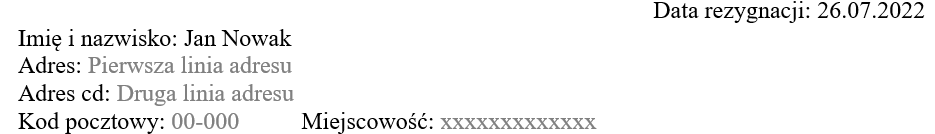 Data rezygnacji: 26.07.2022
Imię i nazwisko: Jan Nowak
Adres: Pierwsza linia adresu
Adres cd: Druga linia adresu
Kod pocztowy: 00-000 Miejscowość: xxxxxxxxxxxxx